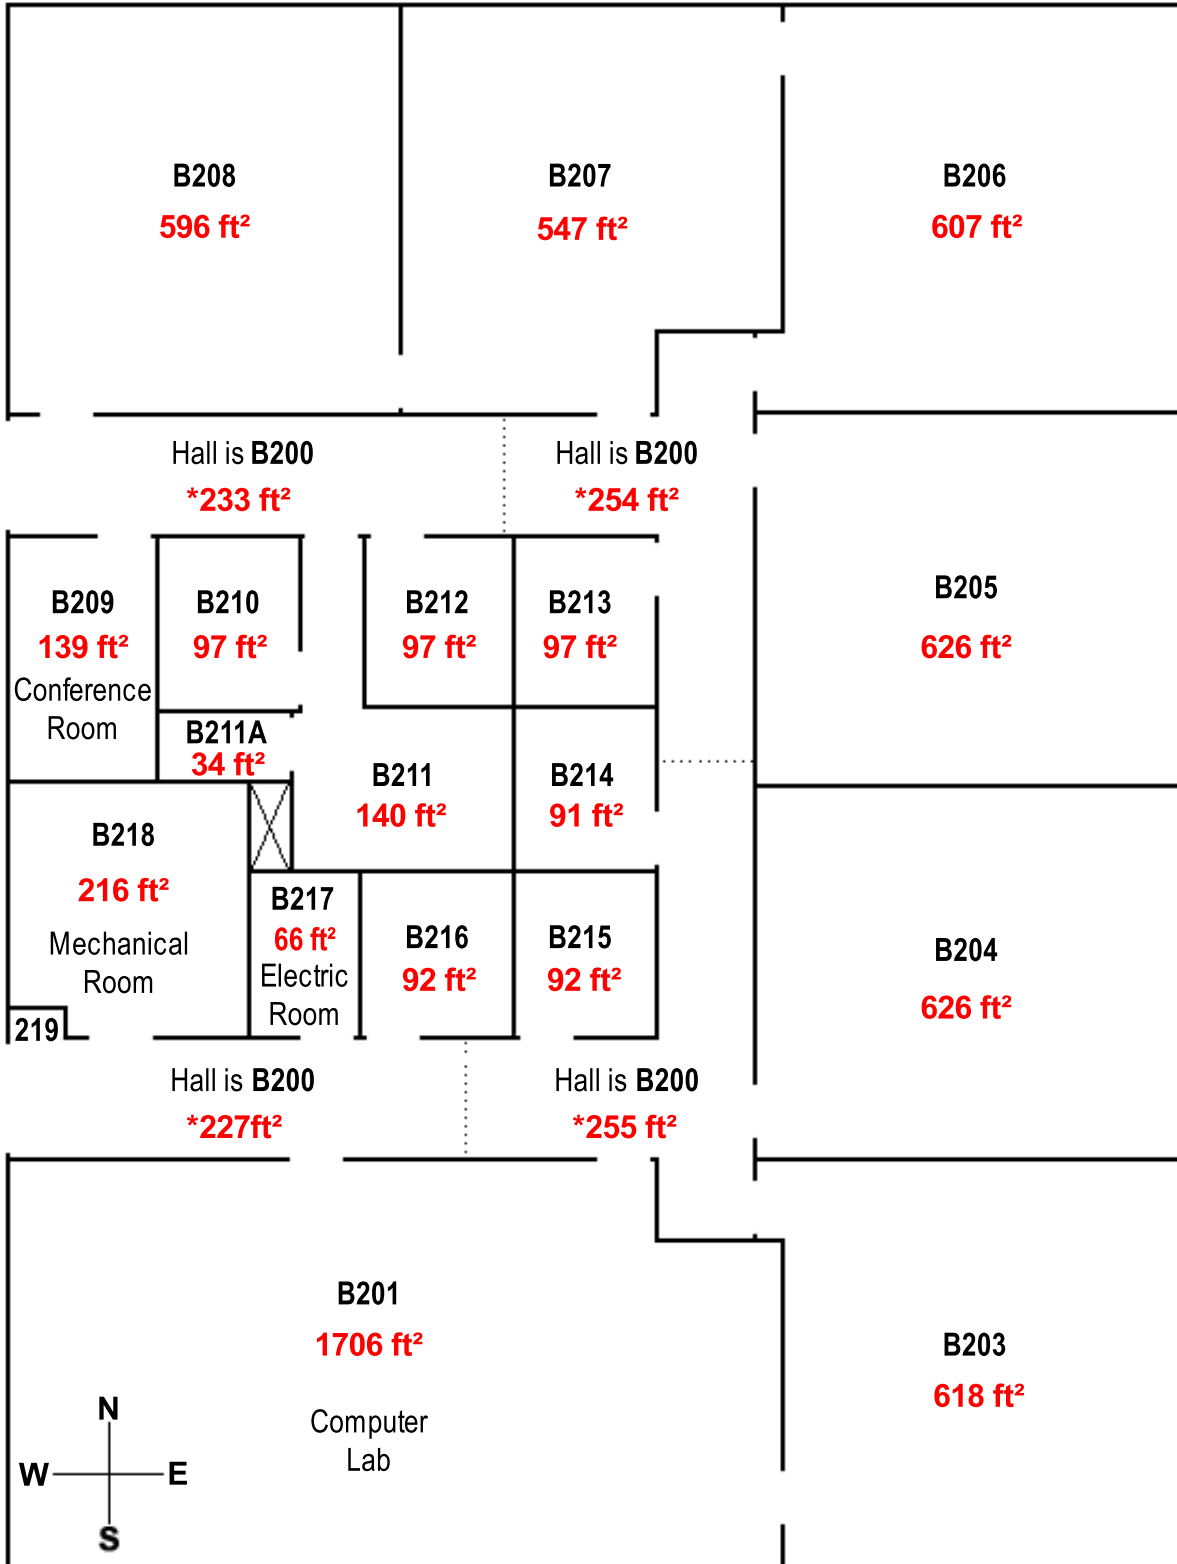 B208
596 ft²
B207
547 ft²
B206
607 ft²
Hall is B200
*233 ft²
Hall is B200
*254 ft²
B209
139 ft²
Conference
Room
B210
97 ft²
B212
97 ft²
B213
97 ft²
B205
626 ft²
B211A
34 ft²
B211
140 ft²
B214
91 ft²
B218
216 ft²
Mechanical
Room
B217
66 ft²
Electric
Room
B216
92 ft²
B215
92 ft²
B204
626 ft²
219
Hall is B200
*227ft²
Hall is B200
*255 ft²
B201
1706 ft²
Computer
Lab
B203
618 ft²
N
W E
S